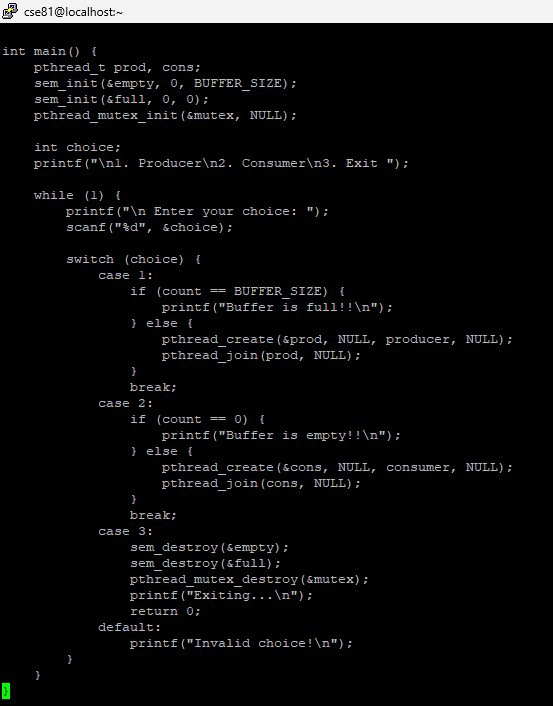 cse81@localhost:~
int main() {
    pthread_t prod, cons;
    sem_init(&empty, 0, BUFFER_SIZE);
    sem_init(&full, 0, 0);
    pthread_mutex_init(&mutex, NULL);

    int choice;
    printf("\n1. Producer\n2. Consumer\n3. Exit ");

    while (1) {
        printf("\n Enter your choice: ");
        scanf("%d", &choice);

        switch (choice) {
            case 1:
                if (count == BUFFER_SIZE) {
                    printf("Buffer is full!!\n");
                } else {
                    pthread_create(&prod, NULL, producer, NULL);
                    pthread_join(prod, NULL);
                }
                break;
            case 2:
                if (count == 0) {
                    printf("Buffer is empty!!\n");
                } else {
                    pthread_create(&cons, NULL, consumer, NULL);
                    pthread_join(cons, NULL);
                }
                break;
            case 3:
                sem_destroy(&empty);
                sem_destroy(&full);
                pthread_mutex_destroy(&mutex);
                printf("Exiting...\n");
                return 0;
            default:
                printf("Invalid choice!\n");
        }
    }
}